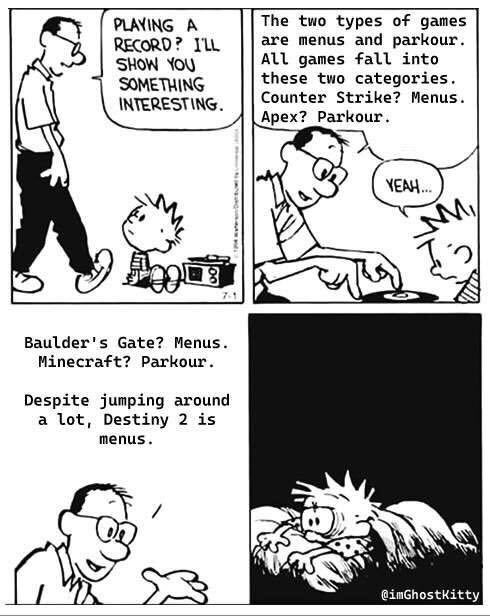 PLAYING A
RECORD? I'LL
SHOW YOU
SOMETHING
INTERESTING.
The two types of games
are menus and parkour.
All games fall into
these two categories.
Counter Strike? Menus.
Apex? Parkour.
YEAH...
7-1
Baulder's Gate? Menus.
Minecraft? Parkour.
Despite jumping around
a lot, Destiny 2 is
menus.
@imGhostKitty